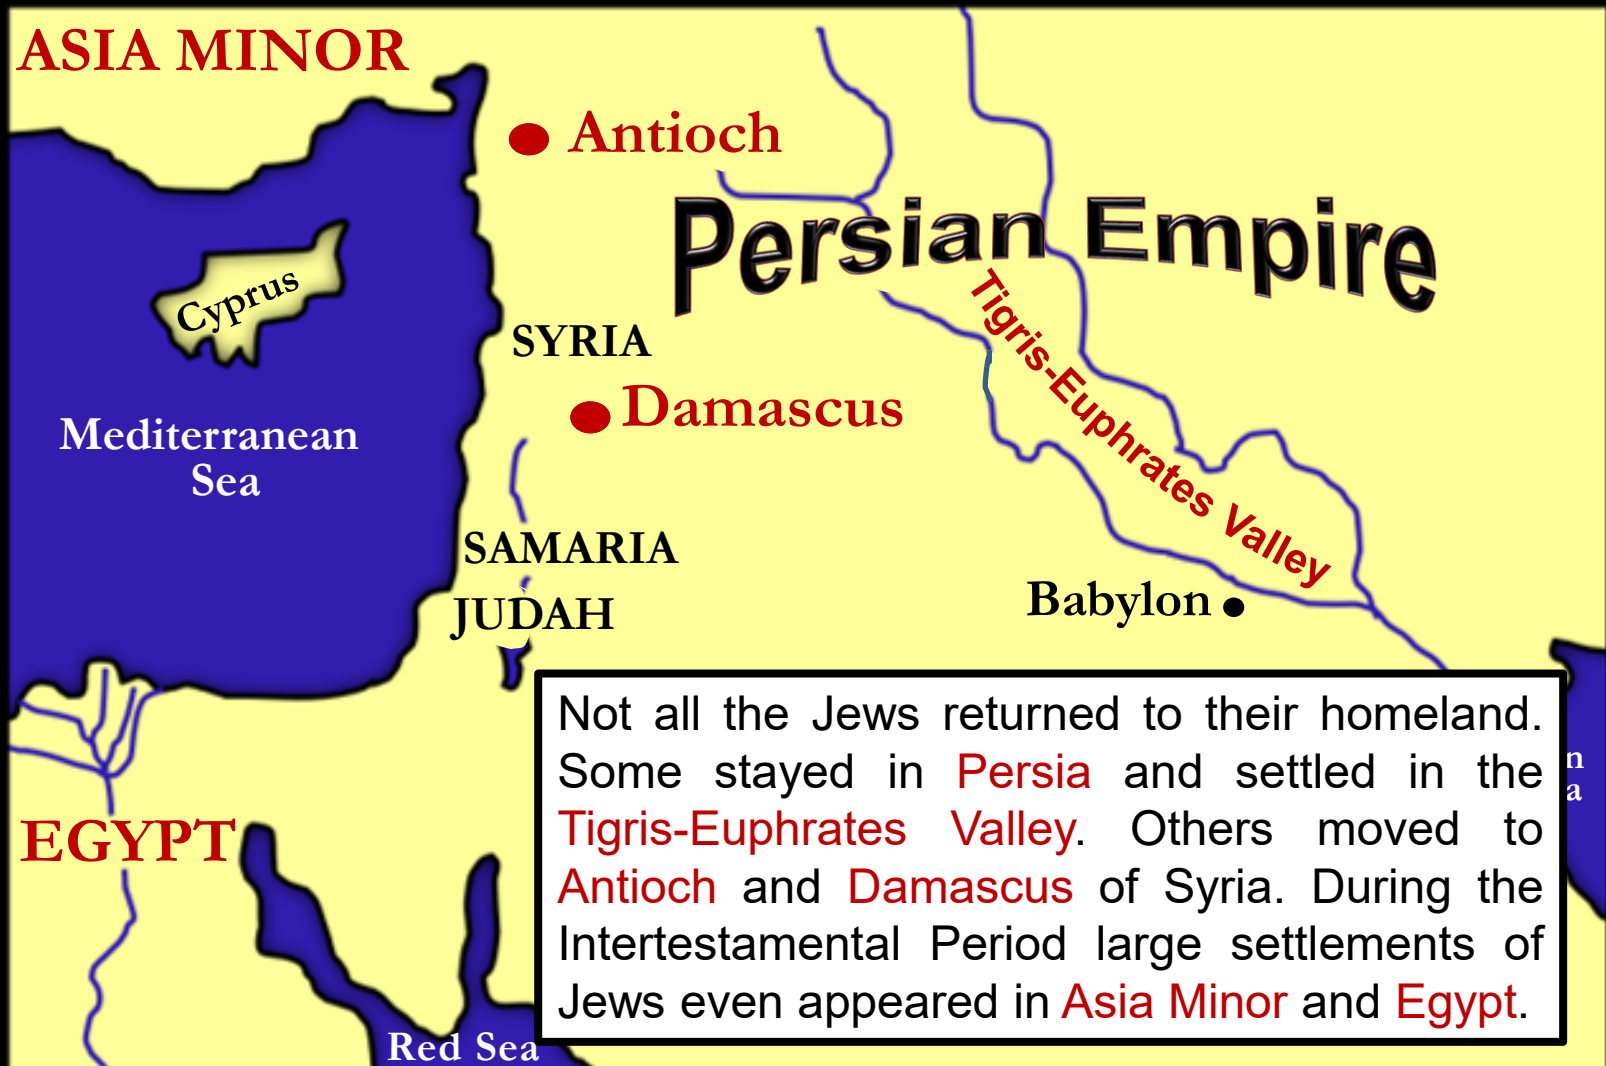 ASIA MINOR
Antioch
Persian Empire
Cyprus
Tigris-Euphrates Valley
SYRIA
Damascus
Mediterranean
Sea
SAMARIA
JUDAH
Babylon
Not all the Jews returned to their homeland.
Some stayed in Persia and settled in the
Tigris-Euphrates Valley. Others moved to
Antioch and Damascus of Syria. During the
Intertestamental Period large settlements of
Jews even appeared in Asia Minor and Egypt.
EGYPT
Red Sea